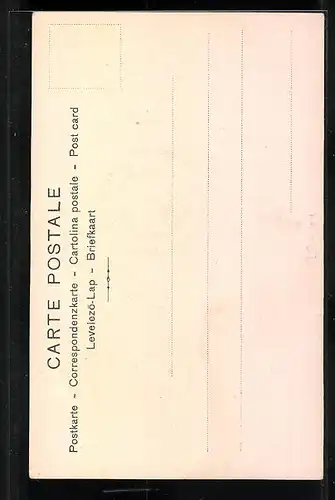 CARTE POSTALE
Postkarte - Correspondenzkarte - Cartolina postale - Post card
Levelezö-Lap - Briefkaart